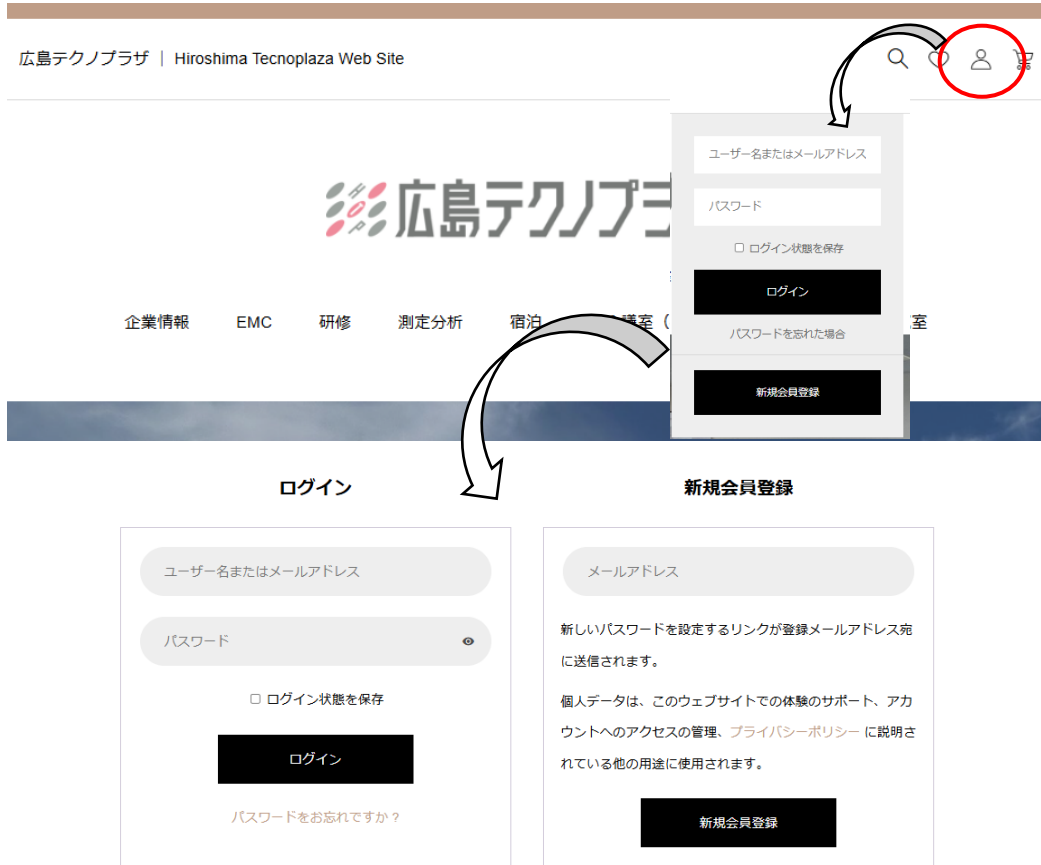 広島テクノプラザ | Hiroshima Tecnoplaza Web Site
ユーザー名またはメールアドレス
パスワード
ログイン状態を保存
ログイン
パスワードを忘れた場合
新規会員登録
広島テクノプラ
企業情報 EMC 研修 測定分析 宿泊 議室（ 室
ログイン
ユーザー名またはメールアドレス
パスワード
ログイン状態を保存
ログイン
パスワードをお忘れですか ?
新規会員登録
メールアドレス
新しいパスワードを設定するリンクが登録メールアドレス宛
に送信されます。
個人データは、このウェブサイトでの体験のサポート、アカ
ウントへのアクセスの管理、プライバシーポリシー に説明さ
れている他の用途に使用されます。
新規会員登録